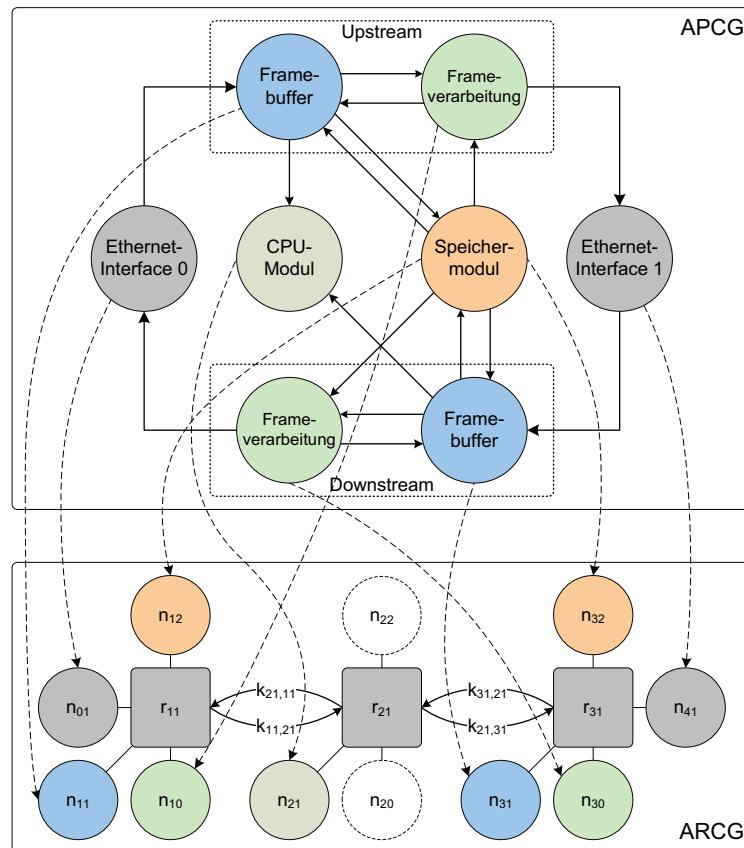 APCG
Upstream
Frame-
buffer
Frame-
verarbeitung
Ethernet-
Interface 0
CPU-
Modul
Speicher-
modul
Ethernet-
Interface 1
Frame-
verarbeitung
Frame-
buffer
Downstream
n12
n22
n32
n01
r11
k21,11
k11,21
r21
k31,21
k21,31
r31
n41
n11
n10
n21
n20
n31
n30
ARCG